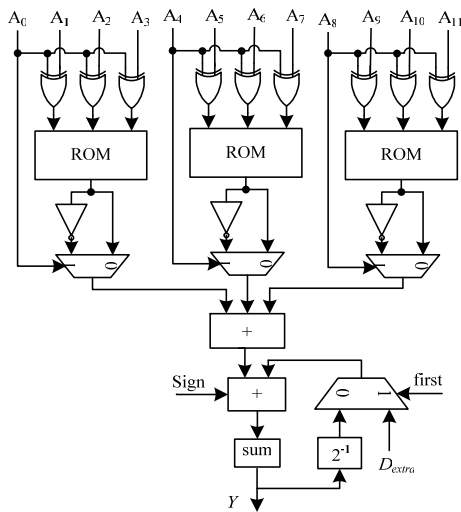 A0 A1 A2 A3 A4 A5 A6 A7 A8 A9 A10 A11
ROM ROM ROM
1 0 1 0 1 0
+
Sign + 0 1 first
sum 2-1 Dextra
Y